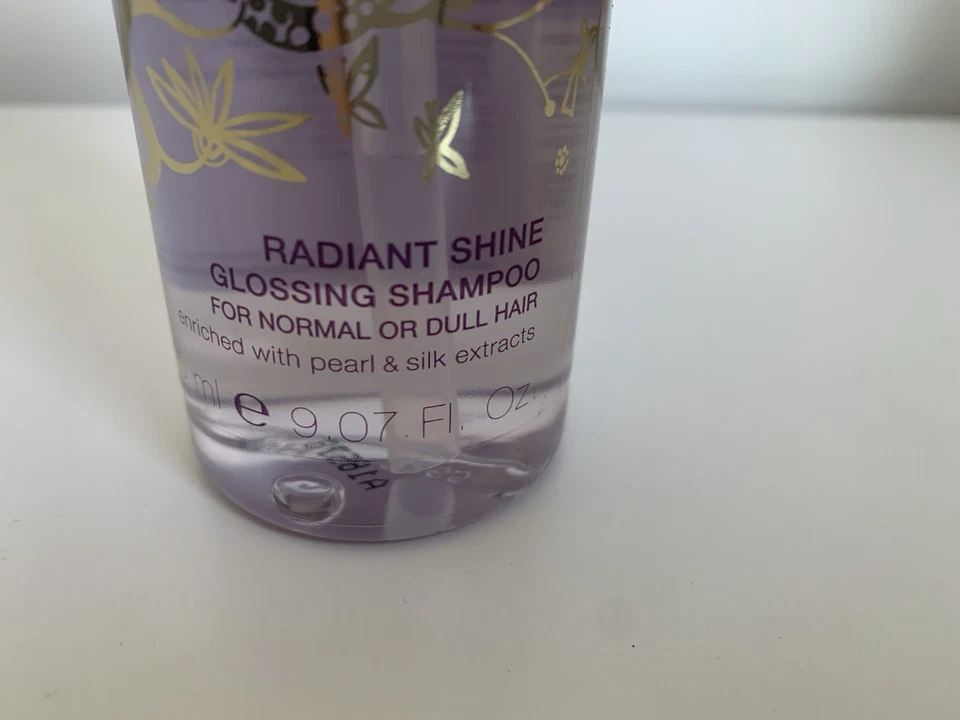 RADIANT SHINE
GLOSSING SHAMPOO
FOR NORMAL OR DULL HAIR
enriched with pearl & silk extracts
ml e 9.07. Fl. Oz.